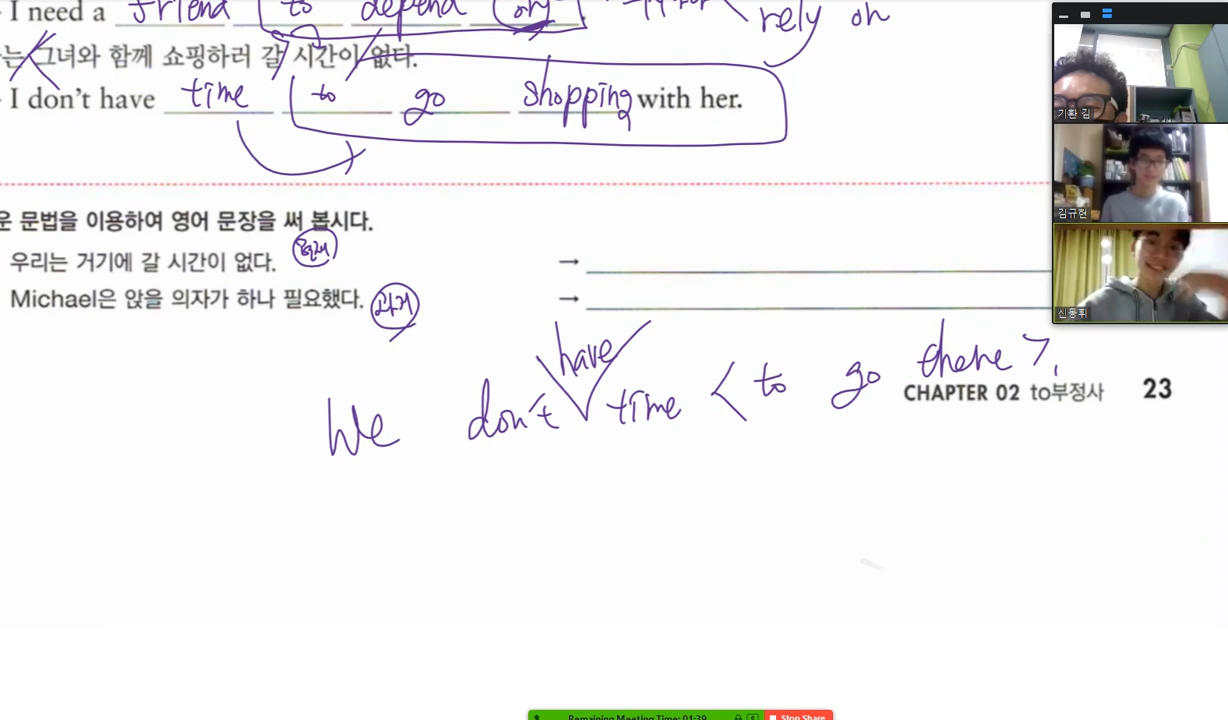 I need a friend to depend on rely on
는 그녀와 함께 쇼핑하러 갈 시간이 없다.
I don't have time to go shopping with her.
운 문법을 이용하여 영어 문장을 써 봅시다.
우리는 거기에 갈 시간이 없다. 현재 →
Michael은 앉을 의자가 하나 필요했다. 과거 →
have
We don't time < to go there >.
CHAPTER 02 to부정사 23
기환 김
김규현
신동휘
Remaining Meeting Time: 01:39 Stop Share